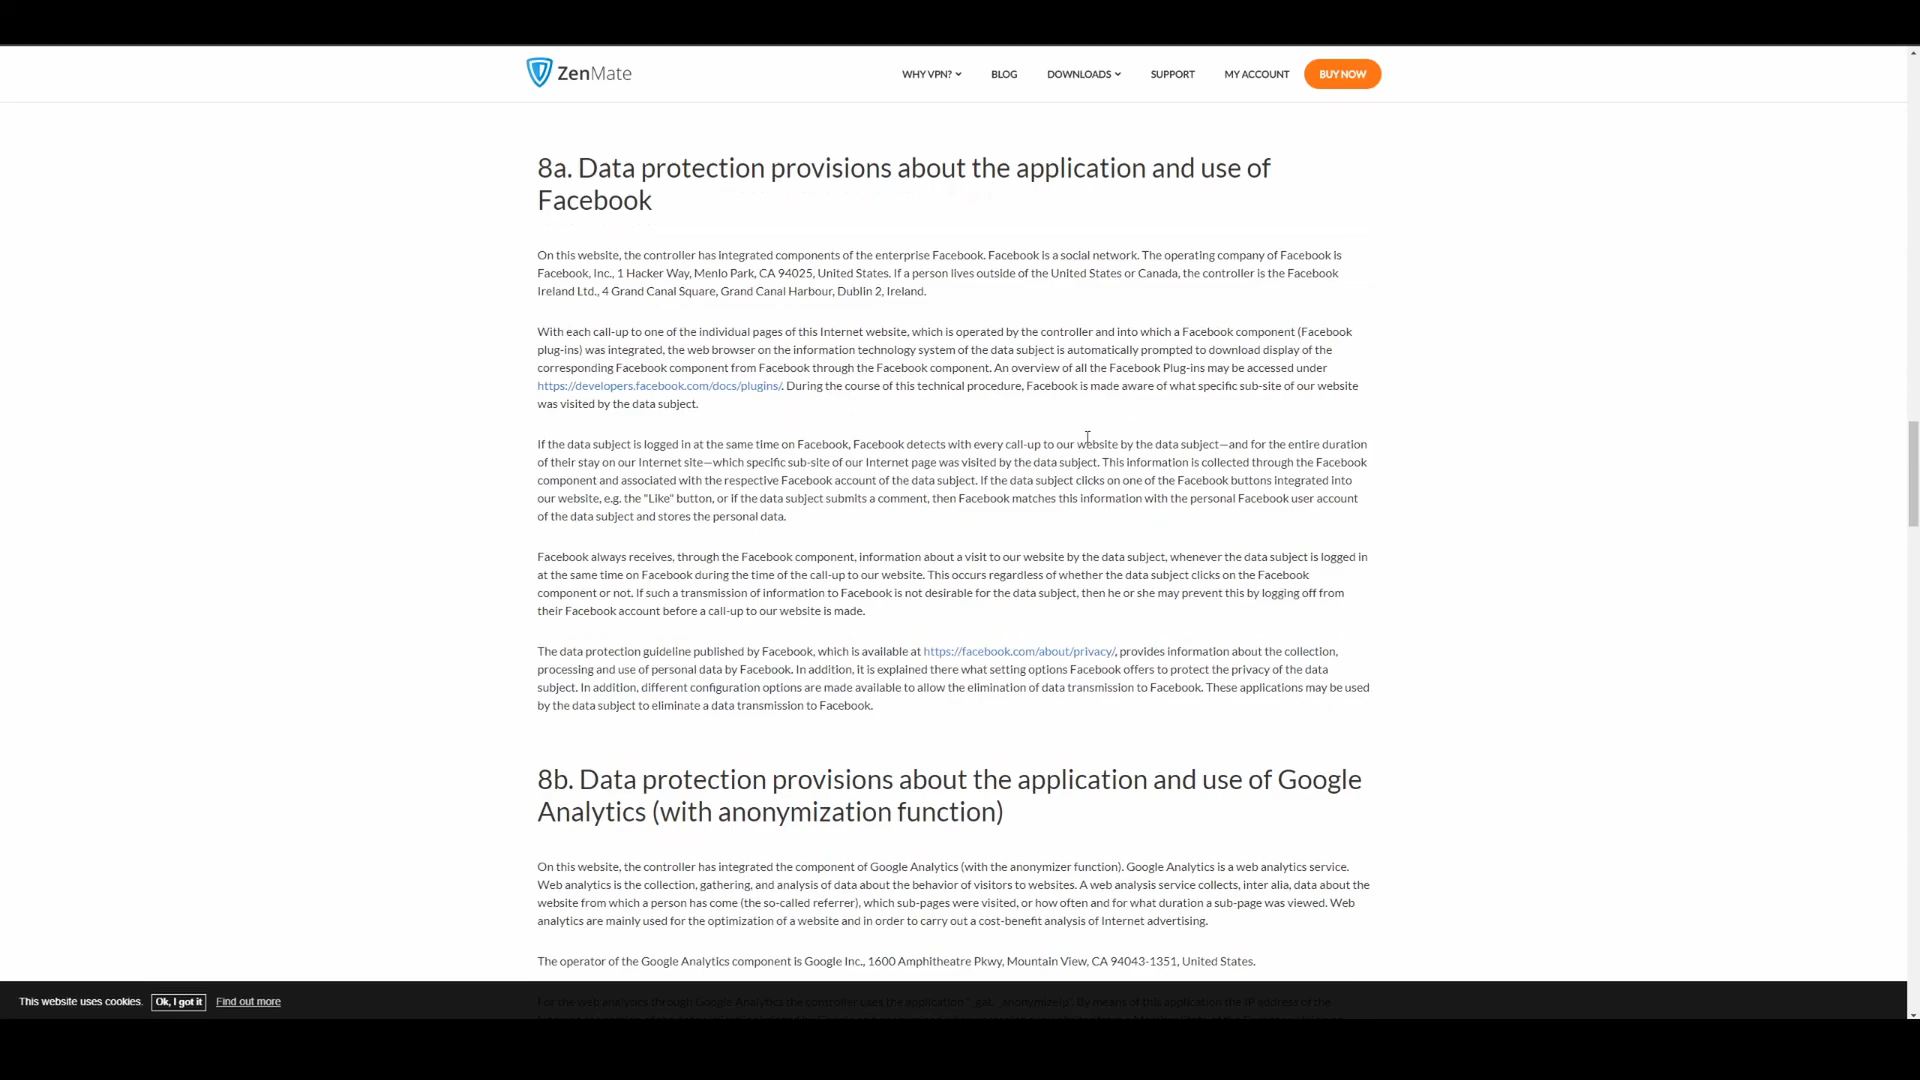 ZenMate
WHY VPN?
BLOG
DOWNLOADS
SUPPORT
MY ACCOUNT
BUY NOW
8a. Data protection provisions about the application and use of
Facebook
On this website, the controller has integrated components of the enterprise Facebook. Facebook is a social network. The operating company of Facebook is
Facebook, Inc., 1 Hacker Way, Menlo Park, CA 94025, United States. If a person lives outside of the United States or Canada, the controller is the Facebook
Ireland Ltd., 4 Grand Canal Square, Grand Canal Harbour, Dublin 2, Ireland.
With each call-up to one of the individual pages of this Internet website, which is operated by the controller and into which a Facebook component (Facebook
plug-ins) was integrated, the web browser on the information technology system of the data subject is automatically prompted to download display of the
corresponding Facebook component from Facebook through the Facebook component. An overview of all the Facebook Plug-ins may be accessed under
https://developers.facebook.com/docs/plugins/. During the course of this technical procedure, Facebook is made aware of what specific sub-site of our website
was visited by the data subject.
If the data subject is logged in at the same time on Facebook, Facebook detects with every call-up to our website by the data subject—and for the entire duration
of their stay on our Internet site—which specific sub-site of our Internet page was visited by the data subject. This information is collected through the Facebook
component and associated with the respective Facebook account of the data subject. If the data subject clicks on one of the Facebook buttons integrated into
our website, e.g. the "Like" button, or if the data subject submits a comment, then Facebook matches this information with the personal Facebook user account
of the data subject and stores the personal data.
Facebook always receives, through the Facebook component, information about a visit to our website by the data subject, whenever the data subject is logged in
at the same time on Facebook during the time of the call-up to our website. This occurs regardless of whether the data subject clicks on the Facebook
component or not. If such a transmission of information to Facebook is not desirable for the data subject, then he or she may prevent this by logging off from
their Facebook account before a call-up to our website is made.
The data protection guideline published by Facebook, which is available at https://facebook.com/about/privacy/, provides information about the collection,
processing and use of personal data by Facebook. In addition, it is explained there what setting options Facebook offers to protect the privacy of the data
subject. In addition, different configuration options are made available to allow the elimination of data transmission to Facebook. These applications may be used
by the data subject to eliminate a data transmission to Facebook.
8b. Data protection provisions about the application and use of Google
Analytics (with anonymization function)
On this website, the controller has integrated the component of Google Analytics (with the anonymizer function). Google Analytics is a web analytics service.
Web analytics is the collection, gathering, and analysis of data about the behavior of visitors to websites. A web analysis service collects, inter alia, data about the
website from which a person has come (the so-called referrer), which sub-pages were visited, or how often and for what duration a sub-page was viewed. Web
analytics are mainly used for the optimization of a website and in order to carry out a cost-benefit analysis of Internet advertising.
The operator of the Google Analytics component is Google Inc., 1600 Amphitheatre Pkwy, Mountain View, CA 94043-1351, United States.
For the web analytics through Google Analytics the controller uses the application "_gat. _anonymizeIp". By means of this application the IP address of the
This website uses cookies.
Ok, I got it
Find out more